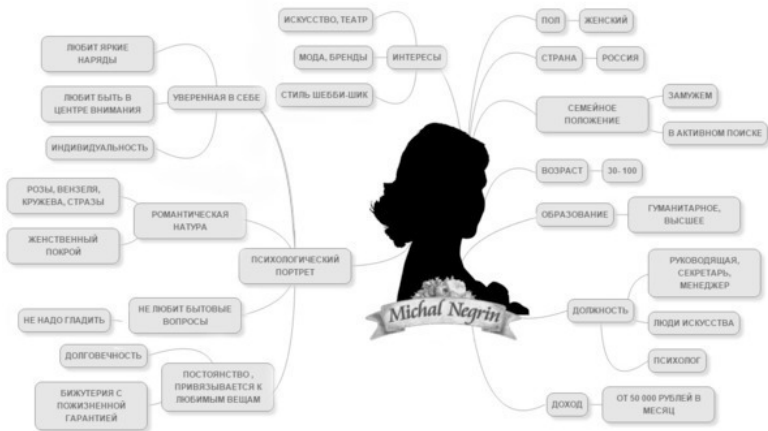 ИСКУССТВО, ТЕАТР
МОДА, БРЕНДЫ
СТИЛЬ ШЕББИ-ШИК
ИНТЕРЕСЫ
ПОЛ
ЖЕНСКИЙ
СТРАНА
РОССИЯ
СЕМЕЙНОЕ
ПОЛОЖЕНИЕ
ЗАМУЖЕМ
В АКТИВНОМ ПОИСКЕ
ВОЗРАСТ
30- 100
ОБРАЗОВАНИЕ
ГУМАНИТАРНОЕ,
ВЫСШЕЕ
ДОЛЖНОСТЬ
РУКОВОДЯЩАЯ,
СЕКРЕТАРЬ,
МЕНЕДЖЕР
ЛЮДИ ИСКУССТВА
ПСИХОЛОГ
ДОХОД
ОТ 50 000 РУБЛЕЙ В
МЕСЯЦ
Michal Negrin
ПСИХОЛОГИЧЕСКИЙ
ПОРТРЕТ
УВЕРЕННАЯ В СЕБЕ
ЛЮБИТ ЯРКИЕ
НАРЯДЫ
ЛЮБИТ БЫТЬ В
ЦЕНТРЕ ВНИМАНИЯ
ИНДИВИДУАЛЬНОСТЬ
РОМАНТИЧЕСКАЯ
НАТУРА
РОЗЫ, ВЕНЗЕЛЯ,
КРУЖЕВА, СТРАЗЫ
ЖЕНСТВЕННЫЙ
ПОКРОЙ
НЕ ЛЮБИТ БЫТОВЫЕ
ВОПРОСЫ
НЕ НАДО ГЛАДИТЬ
ПОСТОЯНСТВО ,
ПРИВЯЗЫВАЕТСЯ К
ЛЮБИМЫМ ВЕЩАМ
ДОЛГОВЕЧНОСТЬ
БИЖУТЕРИЯ С
ПОЖИЗНЕННОЙ
ГАРАНТИЕЙ